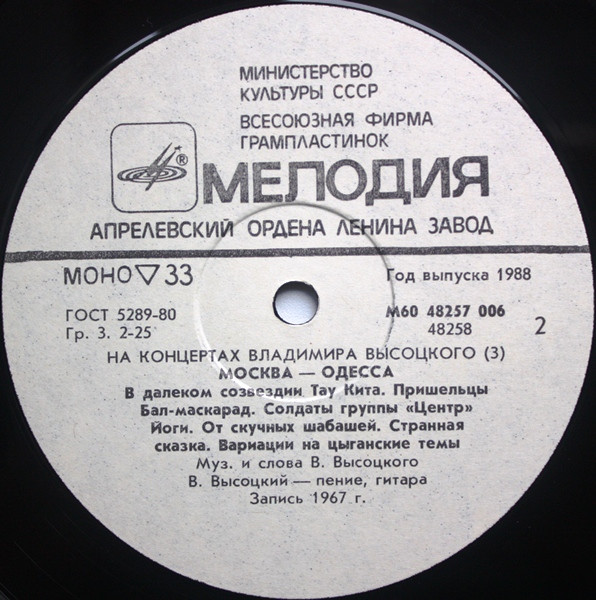 МИНИСТЕРСТВО
КУЛЬТУРЫ СССР
ВСЕСОЮЗНАЯ ФИРМА
ГРАМПЛАСТИНОК
®
МЕЛОДИЯ
АПРЕЛЕВСКИЙ ОРДЕНА ЛЕНИНА ЗАВОД
МОНО ▽ 33
Год выпуска 1988
ГОСТ 5289-80
Гр. 3. 2-25
М60 48257 006
48258
2
НА КОНЦЕРТАХ ВЛАДИМИРА ВЫСОЦКОГО (3)
МОСКВА — ОДЕССА
В далеком созвездии Тау Кита. Пришельцы
Бал-маскарад. Солдаты группы «Центр»
Йоги. От скучных шабашей. Странная
сказка. Вариации на цыганские темы
Муз. и слова В. Высоцкого
В. Высоцкий — пение, гитара
Запись 1967 г.